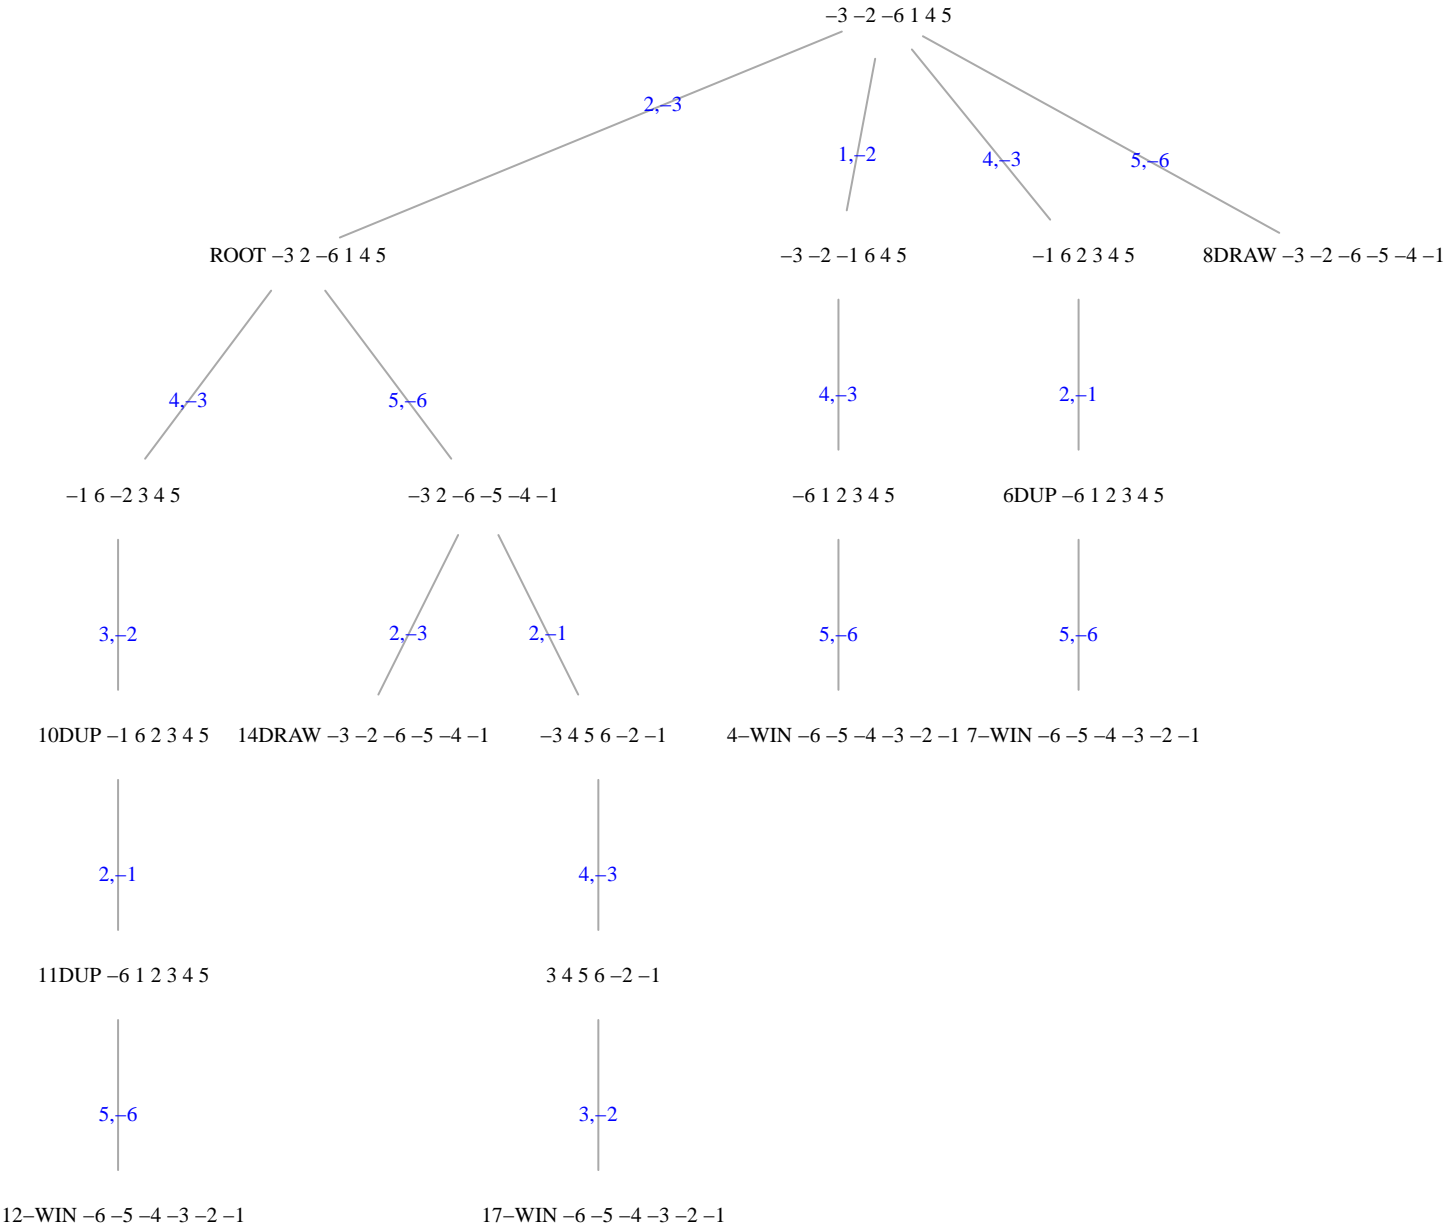 –3 –2 –6 1 4 5
2,–3
1,–2
4,–3
5,–6
ROOT –3 2 –6 1 4 5
–3 –2 –1 6 4 5
–1 6 2 3 4 5
8DRAW –3 –2 –6 –5 –4 –1
4,–3
5,–6
4,–3
2,–1
–1 6 –2 3 4 5
–3 2 –6 –5 –4 –1
–6 1 2 3 4 5
6DUP –6 1 2 3 4 5
3,–2
2,–3
2,–1
5,–6
5,–6
10DUP –1 6 2 3 4 5
14DRAW –3 –2 –6 –5 –4 –1
–3 4 5 6 –2 –1
4–WIN –6 –5 –4 –3 –2 –1
7–WIN –6 –5 –4 –3 –2 –1
2,–1
4,–3
11DUP –6 1 2 3 4 5
3 4 5 6 –2 –1
5,–6
3,–2
12–WIN –6 –5 –4 –3 –2 –1
17–WIN –6 –5 –4 –3 –2 –1